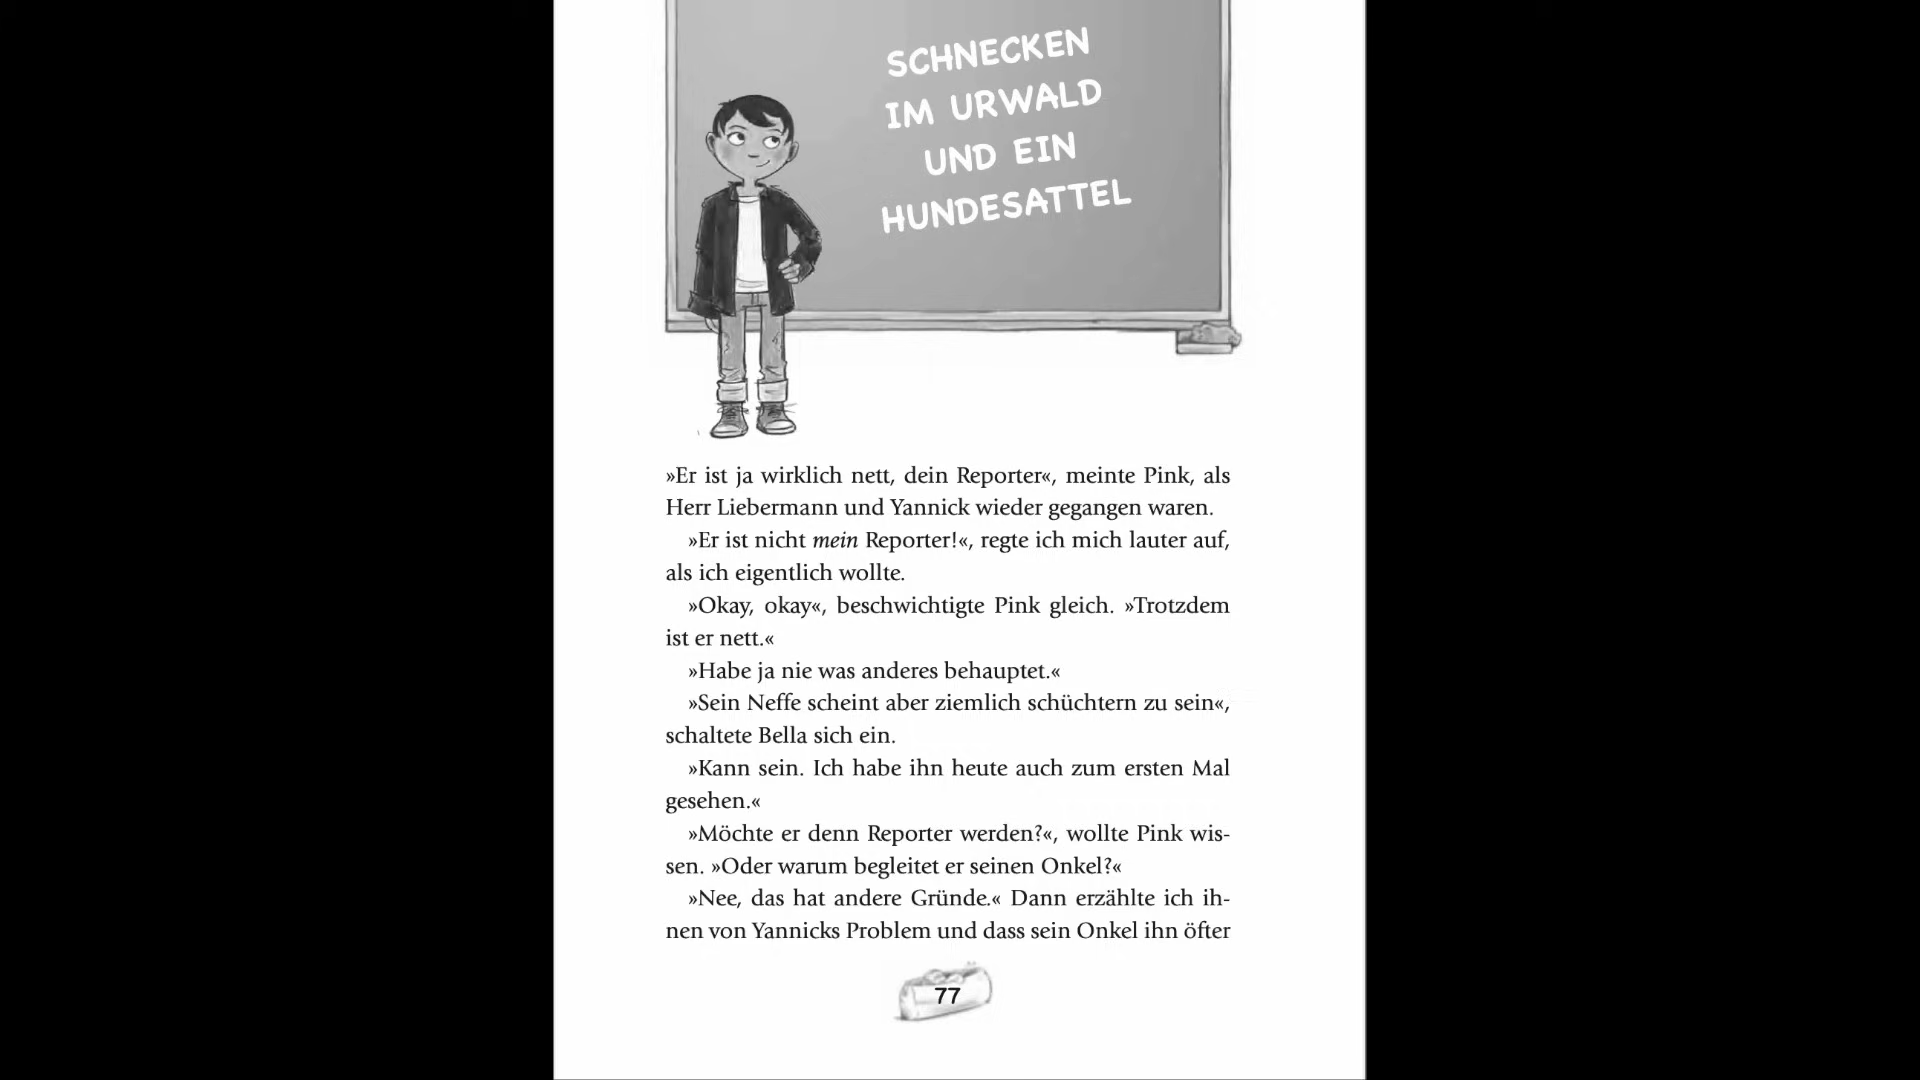 SCHNECKEN
IM URWALD
UND EIN
HUNDESATTEL
»Er ist ja wirklich nett, dein Reporter«, meinte Pink, als
Herr Liebermann und Yannick wieder gegangen waren.
»Er ist nicht mein Reporter!«, regte ich mich lauter auf,
als ich eigentlich wollte.
»Okay, okay«, beschwichtigte Pink gleich. »Trotzdem
ist er nett.«
»Habe ja nie was anderes behauptet.«
»Sein Neffe scheint aber ziemlich schüchtern zu sein«,
schaltete Bella sich ein.
»Kann sein. Ich habe ihn heute auch zum ersten Mal
gesehen.«
»Möchte er denn Reporter werden?«, wollte Pink wis-
sen. »Oder warum begleitet er seinen Onkel?«
»Nee, das hat andere Gründe.« Dann erzählte ich ih-
nen von Yannicks Problem und dass sein Onkel ihn öfter
77